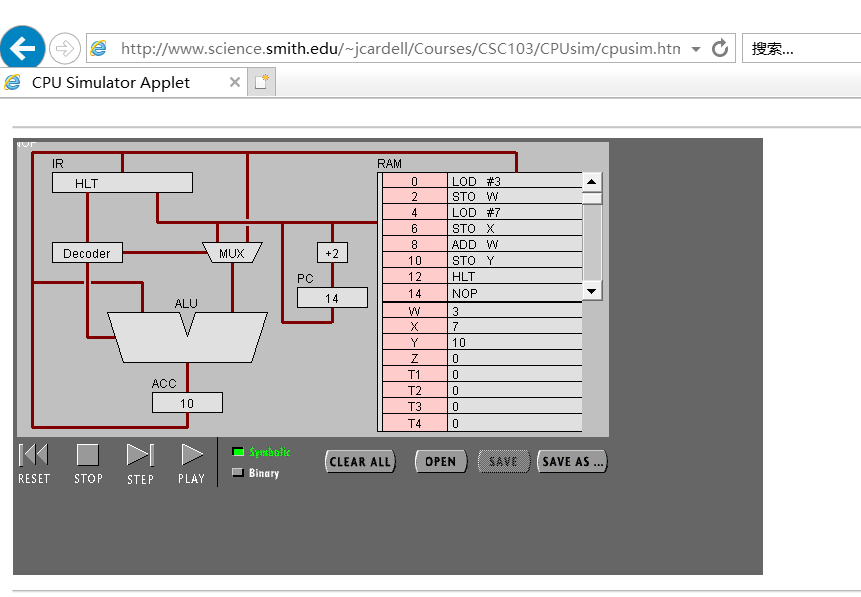 http://www.science.smith.edu/~jcardell/Courses/CSC103/CPUsim/cpusim.htn
搜索...
CPU Simulator Applet
NOP
IR
HLT
Decoder
MUX
+2
PC
14
ALU
ACC
10
RAM
0 LOD #3
2 STO W
4 LOD #7
6 STO X
8 ADD W
10 STO Y
12 HLT
14 NOP
W 3
X 7
Y 10
Z 0
T1 0
T2 0
T3 0
T4 0
RESET
STOP
STEP
PLAY
Symbolic
Binary
CLEAR ALL
OPEN
SAVE
SAVE AS ...